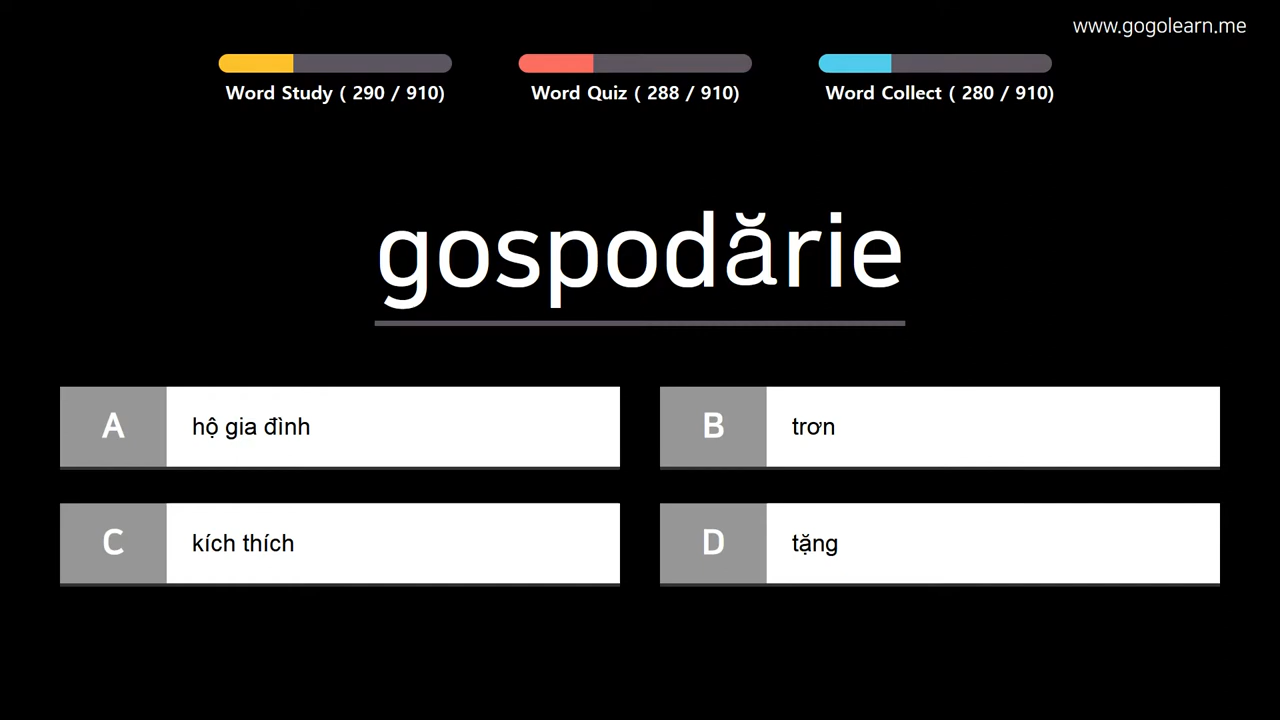 www.gogolearn.me
Word Study ( 290 / 910)
Word Quiz ( 288 / 910)
Word Collect ( 280 / 910)
gospodărie
A hộ gia đình
B trơn
C kích thích
D tặng